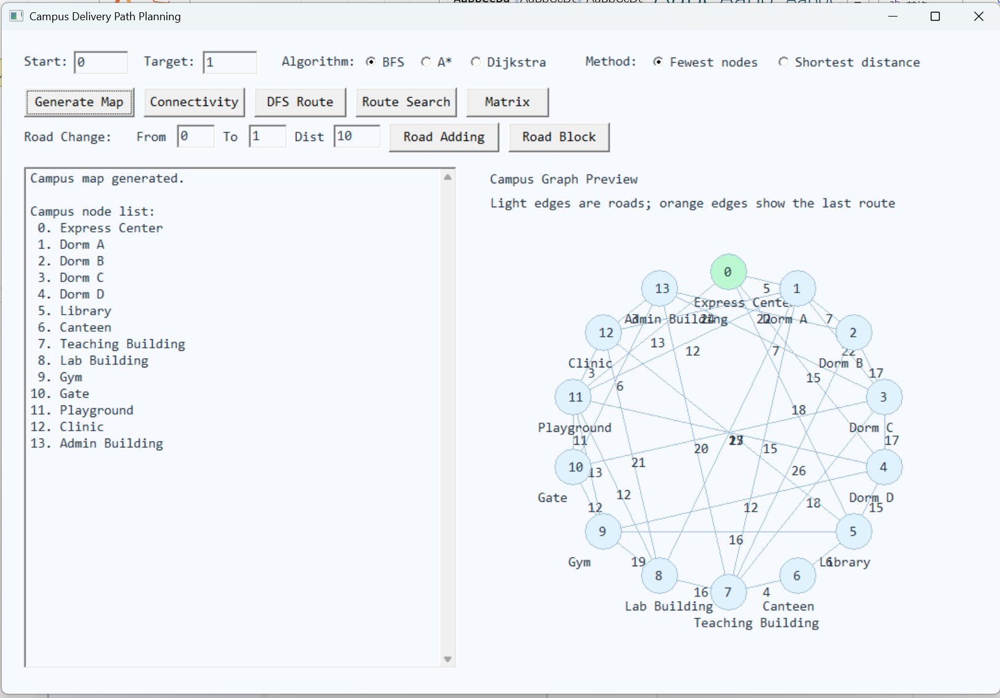 Campus Delivery Path Planning
Start: 0 Target: 1 Algorithm: BFS A* Dijkstra Method: Fewest nodes Shortest distance
Generate Map Connectivity DFS Route Route Search Matrix
Road Change: From 0 To 1 Dist 10 Road Adding Road Block
Campus map generated.
Campus node list:
0. Express Center
1. Dorm A
2. Dorm B
3. Dorm C
4. Dorm D
5. Library
6. Canteen
7. Teaching Building
8. Lab Building
9. Gym
10. Gate
11. Playground
12. Clinic
13. Admin Building
Campus Graph Preview
Light edges are roads; orange edges show the last route
0
13 5 1
Express Cente
Admin Building Dorm A 7
12 2
13
12 7 22
Clinic Dorm B
3 17
15
6
11 3
18
Playground Dorm C
11 17
20 15
21
10 4
13 26
12
Gate Dorm D
18
12 12 15
9 5
16
Gym 19 Library
8 6
16 7 4
Lab Building Canteen
Teaching Building